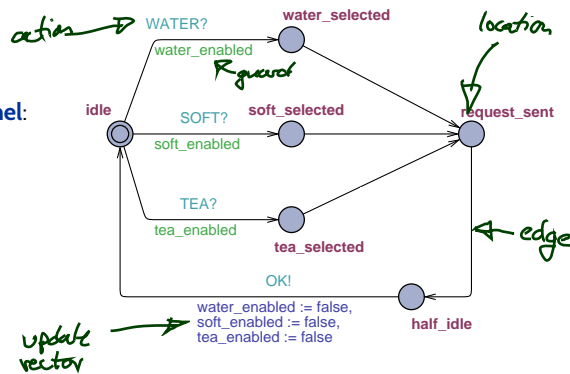 action
WATER?
water_enabled
guard
water_selected
location
nel:
idle
SOFT?
soft_enabled
soft_selected
request_sent
TEA?
tea_enabled
tea_selected
edge
OK!
water_enabled := false,
soft_enabled := false,
tea_enabled := false
half_idle
update
vector